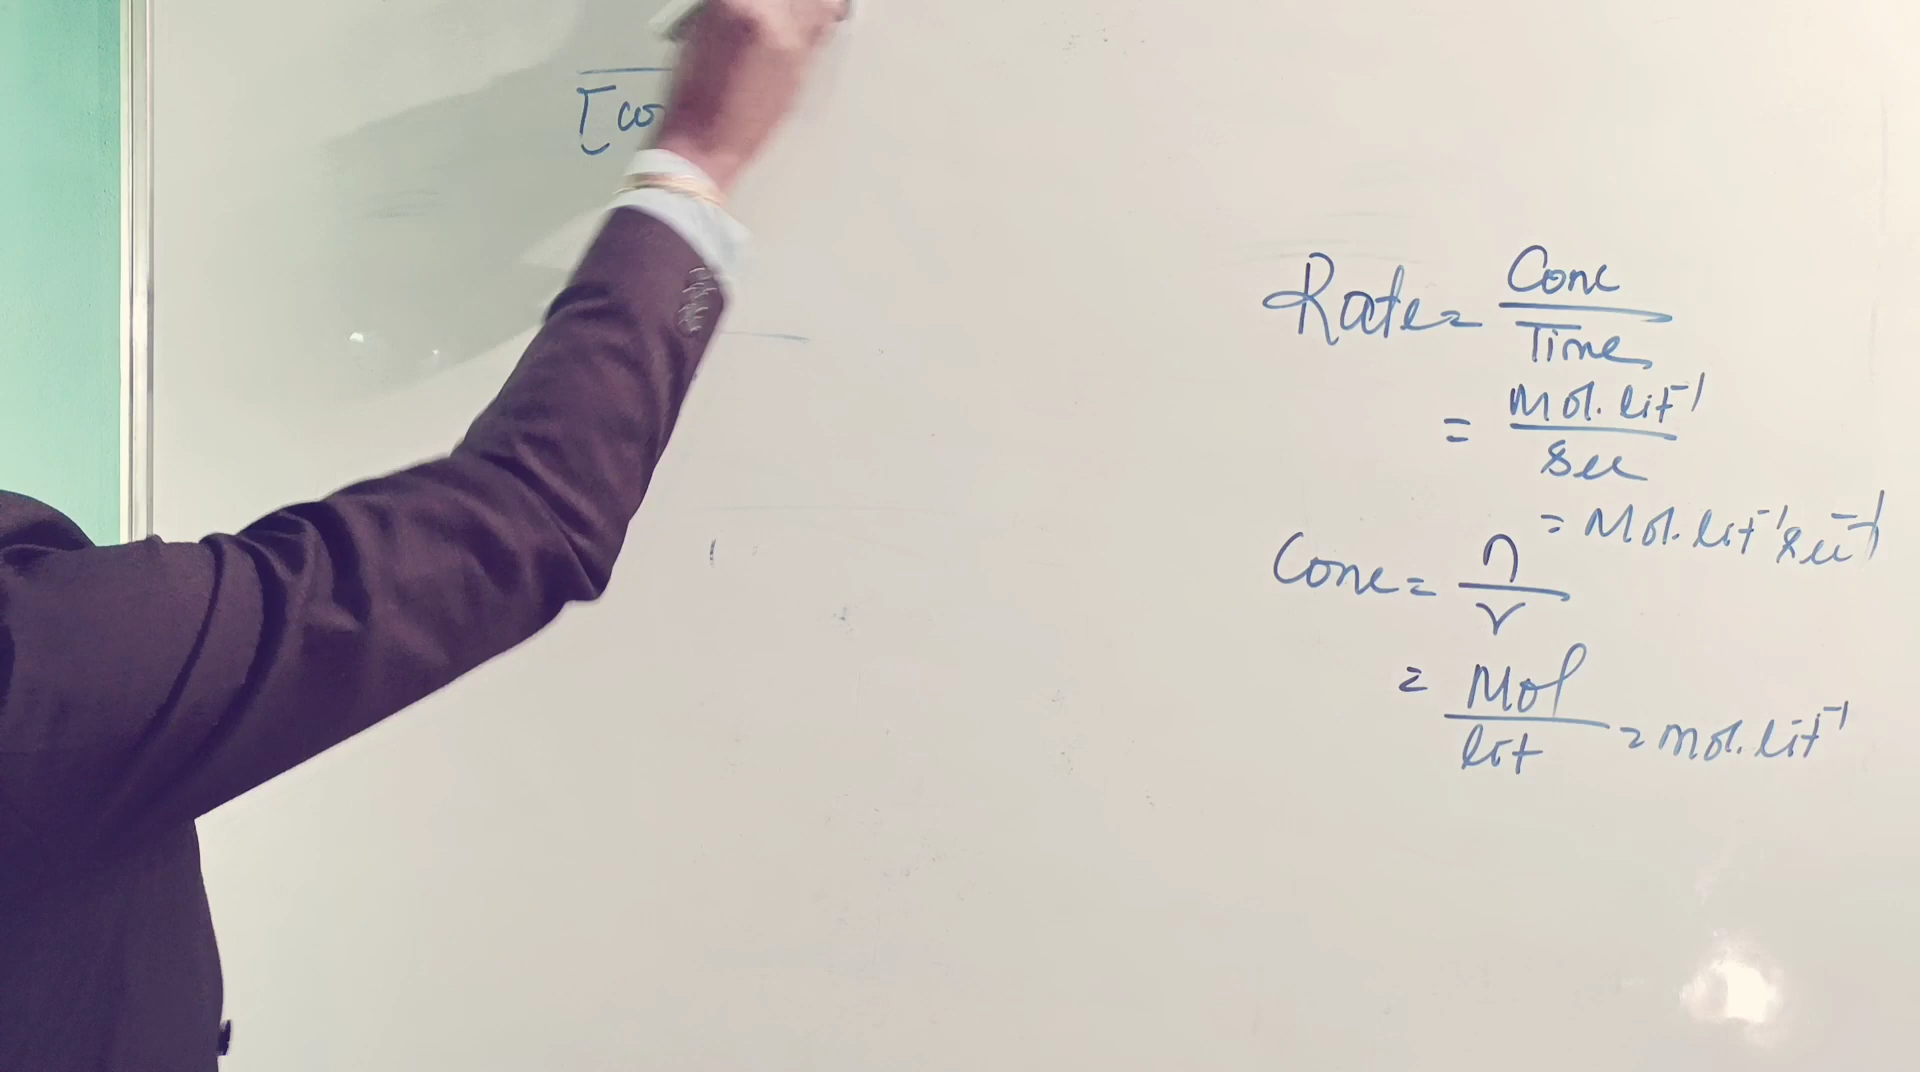 [co
Rate = Conc / Time
= mol. lit⁻¹ / sec
= Mol. lit⁻¹ sec⁻¹
Conc = n / v
= Mol / lit = mol. lit⁻¹